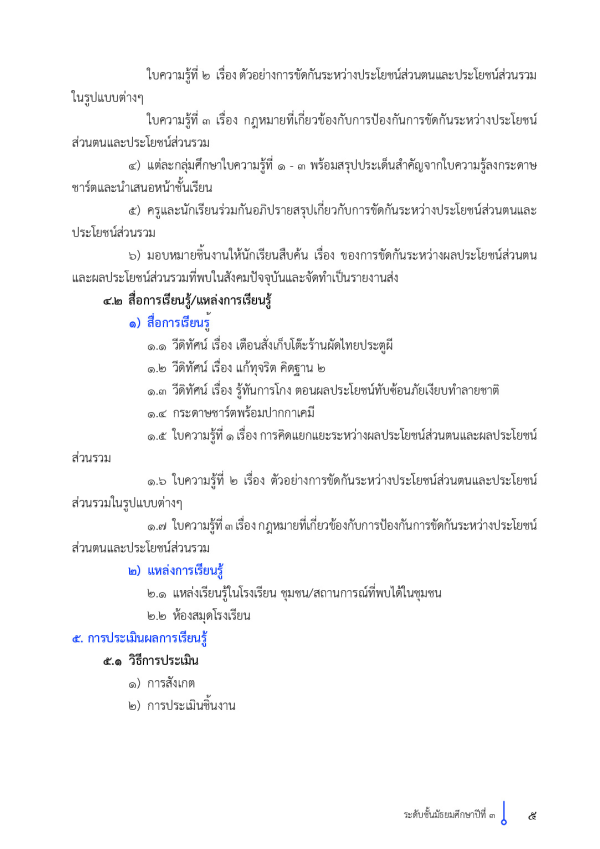 ใบความรู้ที่ ๒ เรื่อง ตัวอย่างการขัดกันระหว่างประโยชน์ส่วนตนและประโยชน์ส่วนรวม
ในรูปแบบต่างๆ
ใบความรู้ที่ ๓ เรื่อง กฎหมายที่เกี่ยวข้องกับการป้องกันการขัดกันระหว่างประโยชน์
ส่วนตนและประโยชน์ส่วนรวม
๔) แต่ละกลุ่มศึกษาใบความรู้ที่ ๑ - ๓ พร้อมสรุปประเด็นสำคัญจากใบความรู้ลงกระดาษ
ชาร์ตและนำเสนอหน้าชั้นเรียน
๕) ครูและนักเรียนร่วมกันอภิปรายสรุปเกี่ยวกับการขัดกันระหว่างประโยชน์ส่วนตนและ
ประโยชน์ส่วนรวม
๖) มอบหมายชิ้นงานให้นักเรียนสืบค้น เรื่อง ของการขัดกันระหว่างผลประโยชน์ส่วนตน
และผลประโยชน์ส่วนรวมที่พบในสังคมปัจจุบันและจัดทำเป็นรายงานส่ง
๔.๒ สื่อการเรียนรู้/แหล่งการเรียนรู้
๑) สื่อการเรียนรู้
๑.๑ วีดิทัศน์ เรื่อง เตือนสั่งเก็บโต๊ะร้านผัดไทยประตูผี
๑.๒ วีดิทัศน์ เรื่อง แก้ทุจริต คิดฐาน ๒
๑.๓ วีดิทัศน์ เรื่อง รู้ทันการโกง ตอนผลประโยชน์ทับซ้อนภัยเงียบทำลายชาติ
๑.๔ กระดาษชาร์ตพร้อมปากกาเคมี
๑.๕ ใบความรู้ที่ ๑ เรื่อง การคิดแยกแยะระหว่างผลประโยชน์ส่วนตนและผลประโยชน์
ส่วนรวม
๑.๖ ใบความรู้ที่ ๒ เรื่อง ตัวอย่างการขัดกันระหว่างประโยชน์ส่วนตนและประโยชน์
ส่วนรวมในรูปแบบต่างๆ
๑.๗ ใบความรู้ที่ ๓ เรื่อง กฎหมายที่เกี่ยวข้องกับการป้องกันการขัดกันระหว่างประโยชน์
ส่วนตนและประโยชน์ส่วนรวม
๒) แหล่งการเรียนรู้
๒.๑ แหล่งเรียนรู้ในโรงเรียน ชุมชน/สถานการณ์ที่พบได้ในชุมชน
๒.๒ ห้องสมุดโรงเรียน
๕. การประเมินผลการเรียนรู้
๕.๑ วิธีการประเมิน
๑) การสังเกต
๒) การประเมินชิ้นงาน
ระดับชั้นมัธยมศึกษาปีที่ ๓ ๕